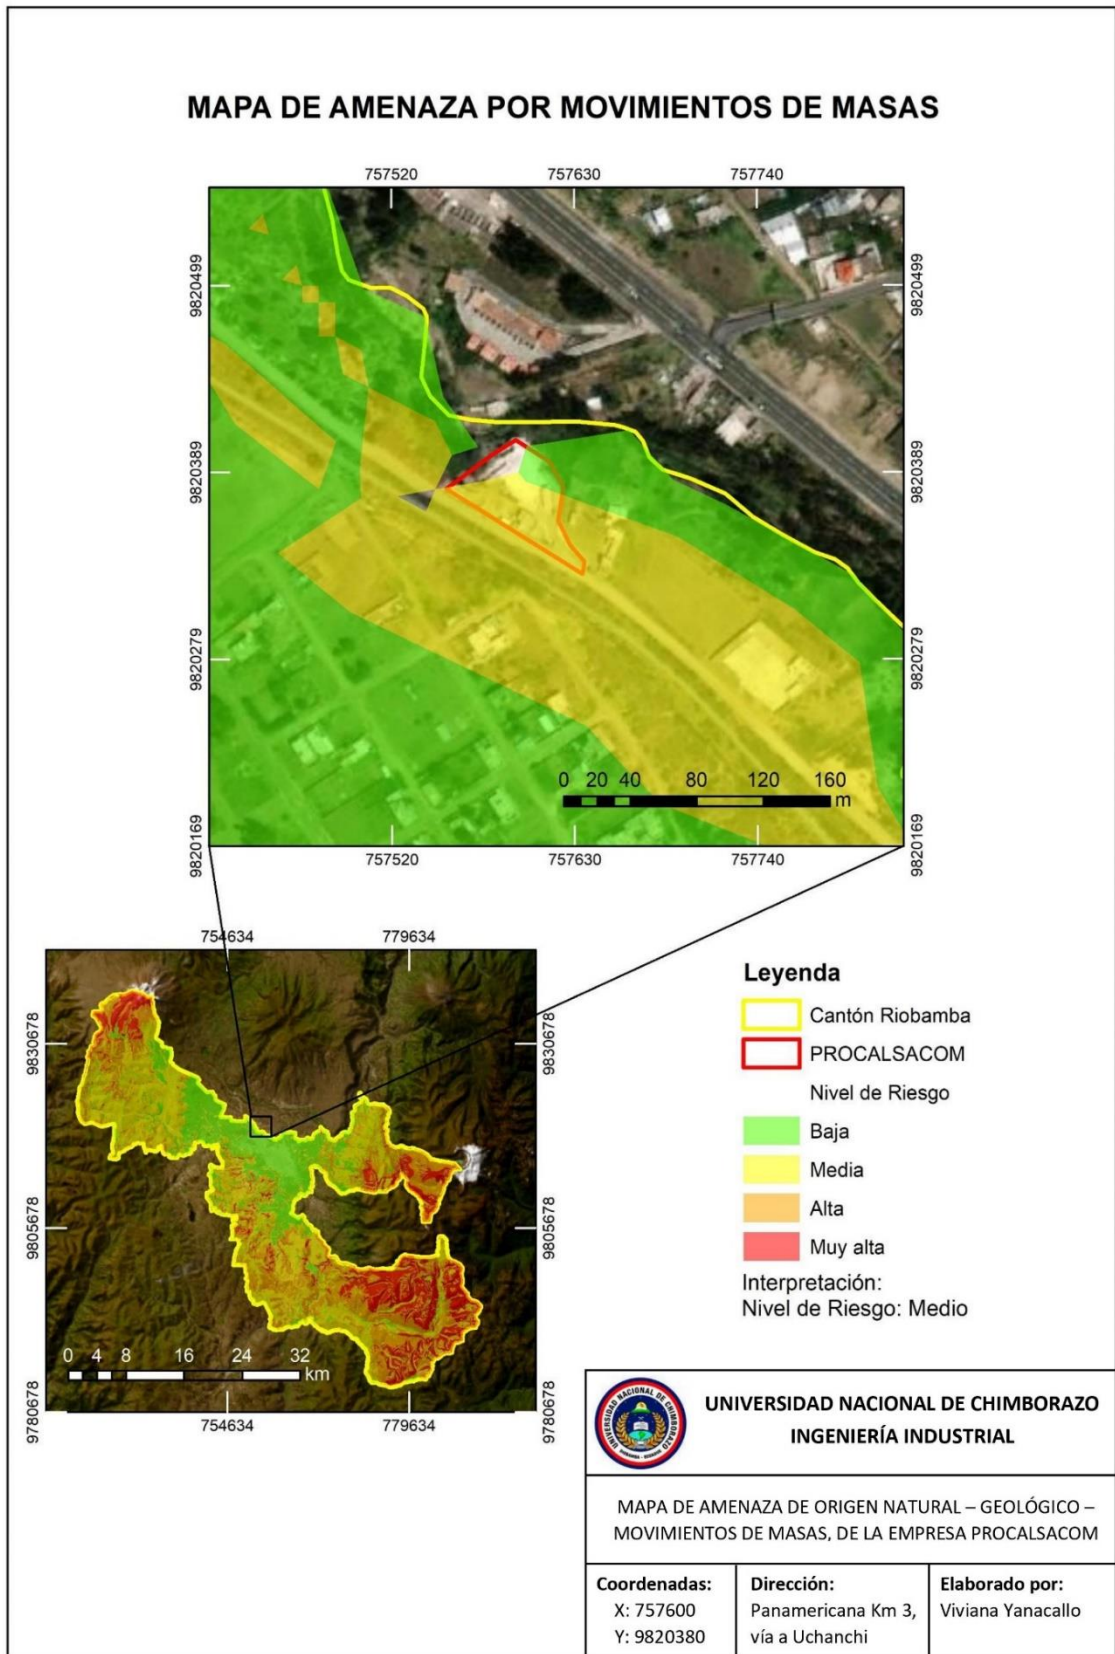 MAPA DE AMENAZA POR MOVIMIENTOS DE MASAS
757520 757630 757740
9820499 9820499
9820389 9820389
9820279 9820279
0 20 40 80 120 160
m
9820169 9820169
757520 757630 757740
754634 779634
9830678 9830678
9805678 9805678
0 4 8 16 24 32
km
9780678 9780678
754634 779634
Leyenda
Cantón Riobamba
PROCALSACOM
Nivel de Riesgo
Baja
Media
Alta
Muy alta
Interpretación:
Nivel de Riesgo: Medio
UNIVERSIDAD NACIONAL DE CHIMBORAZO
UNIVERSIDAD NACIONAL DE CHIMBORAZO
INGENIERÍA INDUSTRIAL
MAPA DE AMENAZA DE ORIGEN NATURAL – GEOLÓGICO –
MOVIMIENTOS DE MASAS, DE LA EMPRESA PROCALSACOM
Coordenadas:
X: 757600
Y: 9820380
Dirección:
Panamericana Km 3,
vía a Uchanchi
Elaborado por:
Viviana Yanacallo